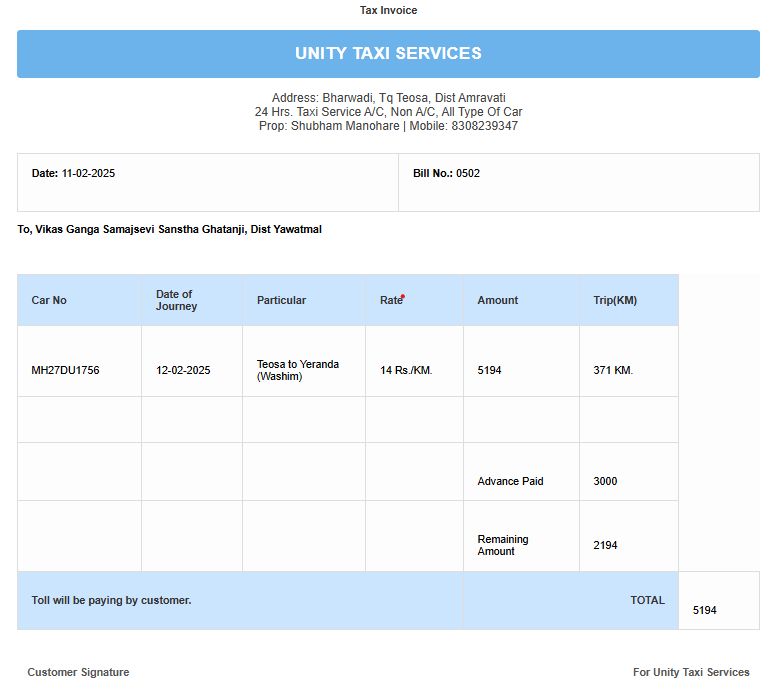 Tax Invoice
UNITY TAXI SERVICES
Address: Bharwadi, Tq Teosa, Dist Amravati
24 Hrs. Taxi Service A/C, Non A/C, All Type Of Car
Prop: Shubham Manohare | Mobile: 8308239347
Date: 11-02-2025 Bill No.: 0502
To, Vikas Ganga Samajsevi Sanstha Ghatanji, Dist Yawatmal
Car No Date of Journey Particular Rate Amount Trip(KM)
MH27DU1756 12-02-2025 Teosa to Yeranda (Washim) 14 Rs./KM. 5194 371 KM.
Advance Paid 3000
Remaining Amount 2194
Toll will be paying by customer. TOTAL 5194
Customer Signature For Unity Taxi Services